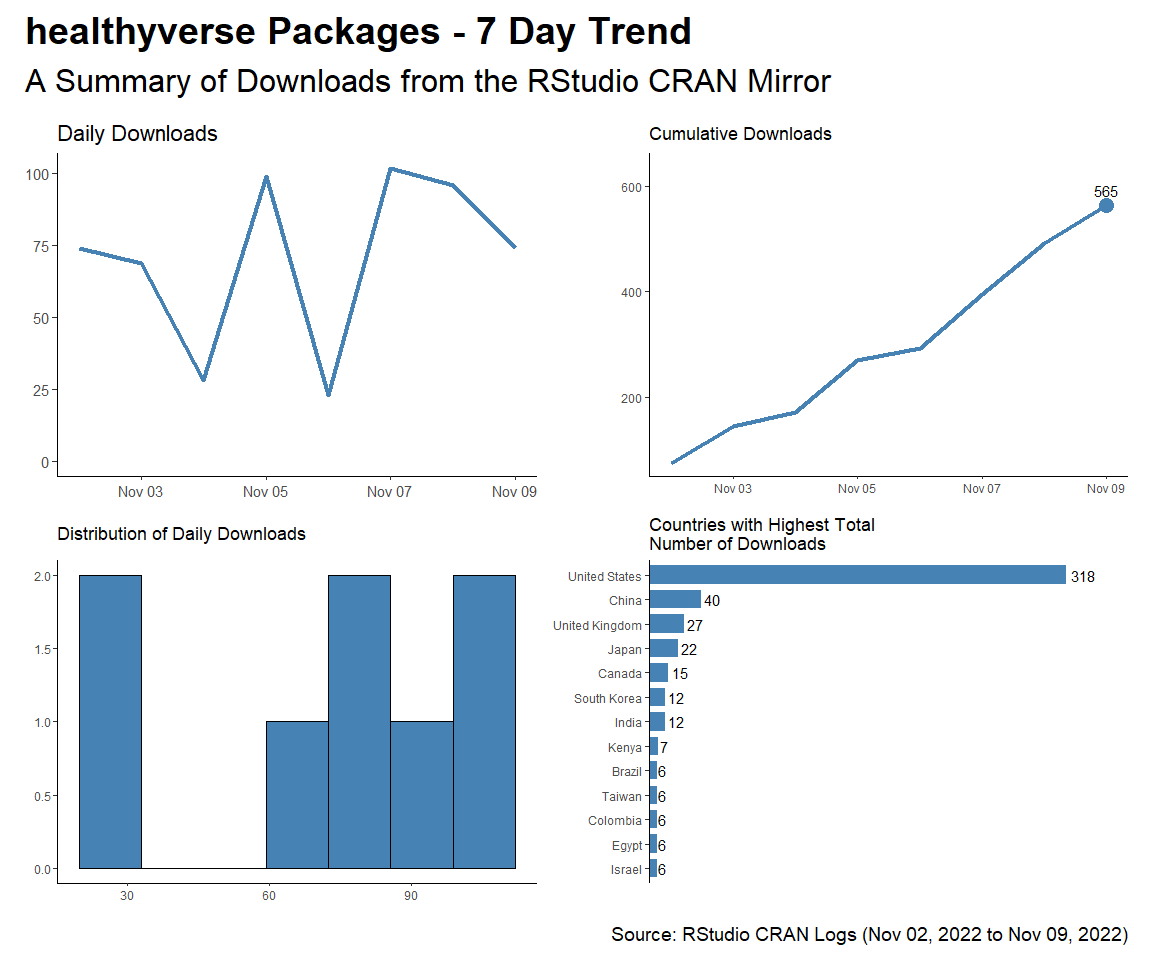 healthyverse Packages - 7 Day Trend
A Summary of Downloads from the RStudio CRAN Mirror
Daily Downloads
100
75
50
25
0
Nov 03
Nov 05
Nov 07
Nov 09
Cumulative Downloads
600
400
200
565
Nov 03
Nov 05
Nov 07
Nov 09
Distribution of Daily Downloads
2.0
1.5
1.0
0.5
0.0
30
60
90
Countries with Highest Total
Number of Downloads
United States 318
China 40
United Kingdom 27
Japan 22
Canada 15
South Korea 12
India 12
Kenya 7
Brazil 6
Taiwan 6
Colombia 6
Egypt 6
Israel 6
Source: RStudio CRAN Logs (Nov 02, 2022 to Nov 09, 2022)